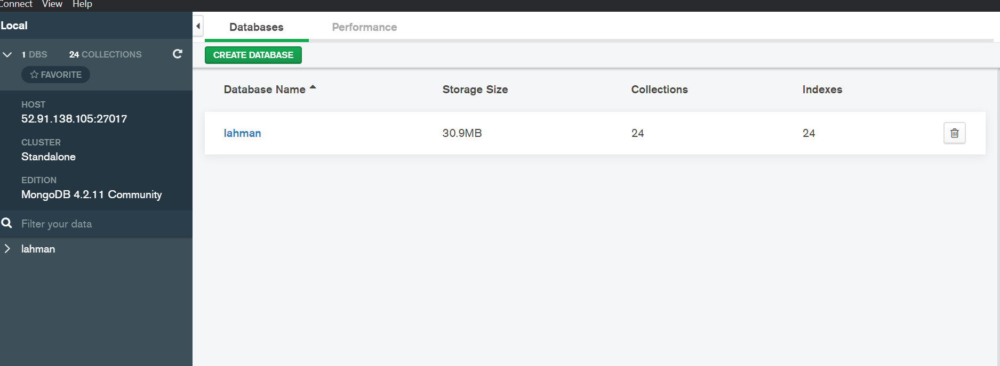 Connect View Help
Local
1 DBS 24 COLLECTIONS
FAVORITE
HOST
52.91.138.105:27017
CLUSTER
Standalone
EDITION
MongoDB 4.2.11 Community
Filter your data
lahman
Databases Performance
CREATE DATABASE
Database Name Storage Size Collections Indexes
lahman 30.9MB 24 24